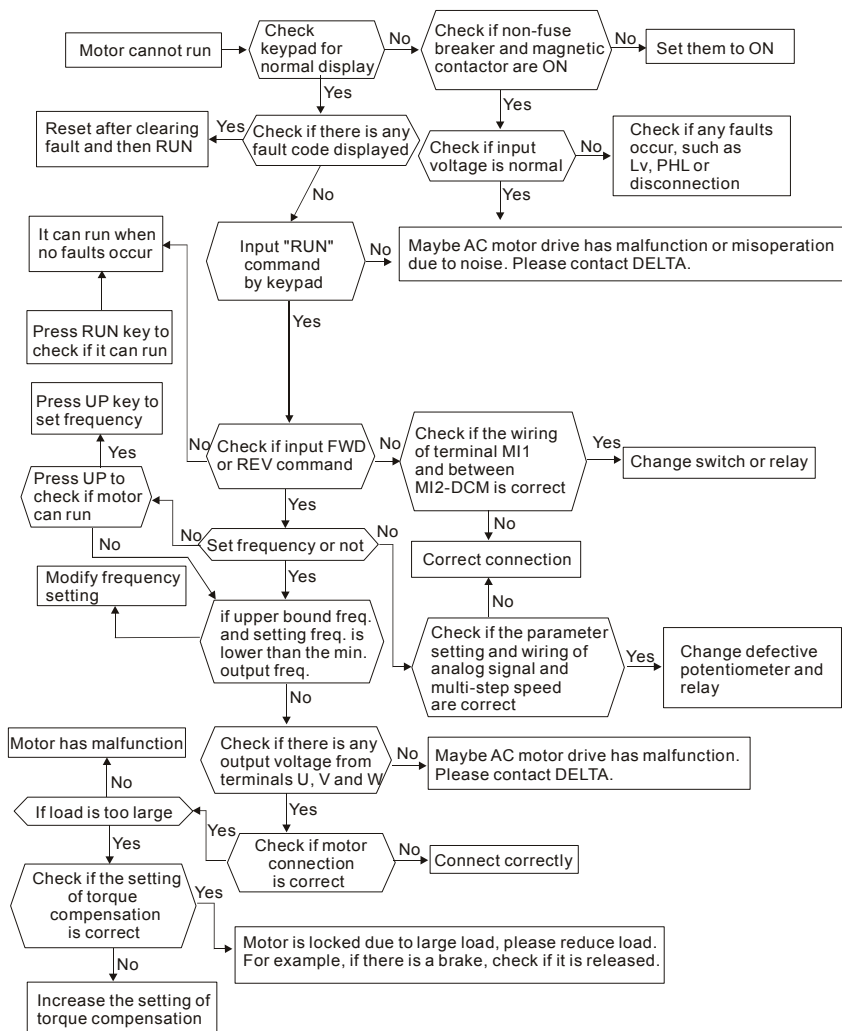 Motor cannot run
Check
keypad for
normal display
No
Check if non-fuse
breaker and magnetic
contactor are ON
No
Set them to ON
Yes
Yes
Reset after clearing
fault and then RUN
Yes
Check if there is any
fault code displayed
Check if input
voltage is normal
No
Check if any faults
occur, such as
Lv, PHL or
disconnection
No
Yes
It can run when
no faults occur
Input "RUN"
command
by keypad
No
Maybe AC motor drive has malfunction or misoperation
due to noise. Please contact DELTA.
Press RUN key to
check if it can run
Yes
Press UP key to
set frequency
Yes
No
Check if input FWD
or REV command
No
Check if the wiring
of terminal MI1
and between
MI2-DCM is correct
Yes
Change switch or relay
Press UP to
check if motor
can run
Yes
No
No
Set frequency or not
No
No
Correct connection
Modify frequency
setting
Yes
No
if upper bound freq.
and setting freq. is
lower than the min.
output freq.
Check if the parameter
setting and wiring of
analog signal and
multi-step speed
are correct
Yes
Change defective
potentiometer and
relay
No
Motor has malfunction
Check if there is any
output voltage from
terminals U, V and W
No
Maybe AC motor drive has malfunction.
Please contact DELTA.
No
If load is too large
Yes
Yes
Check if motor
connection
is correct
No
Connect correctly
Yes
Check if the setting
of torque
compensation
is correct
Yes
Motor is locked due to large load, please reduce load.
For example, if there is a brake, check if it is released.
No
Increase the setting of
torque compensation